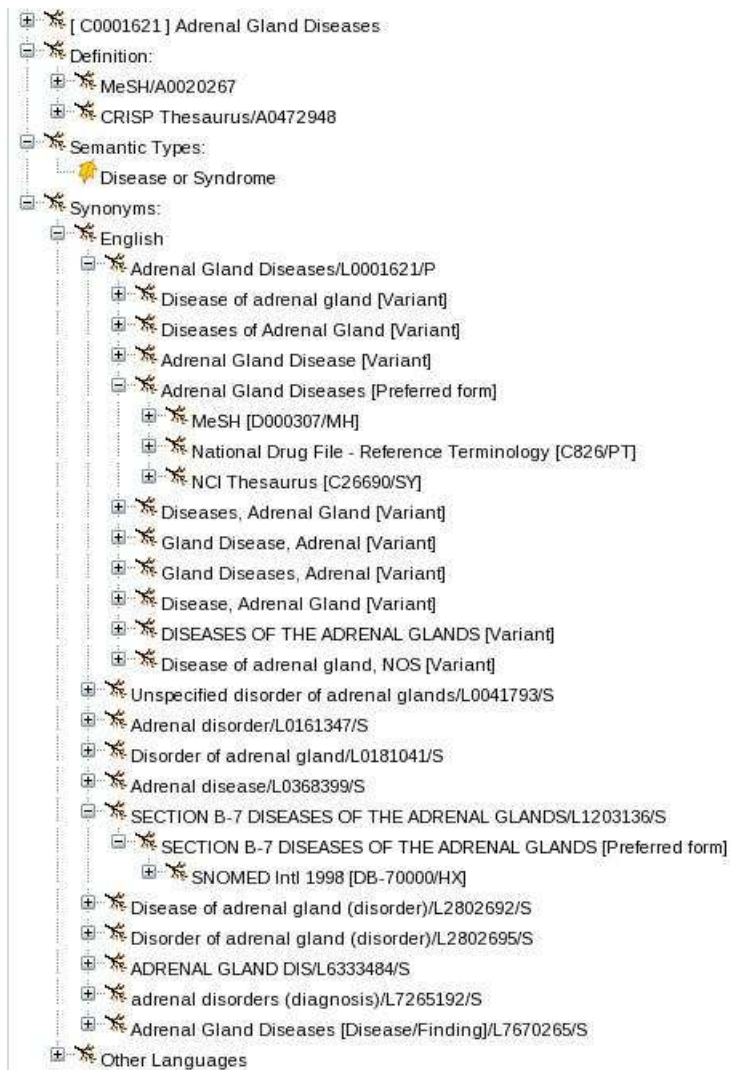 [ C0001621 ] Adrenal Gland Diseases
Definition:
MeSH/A0020267
CRISP Thesaurus/A0472948
Semantic Types:
Disease or Syndrome
Synonyms:
English
Adrenal Gland Diseases/L0001621/P
Disease of adrenal gland [Variant]
Diseases of Adrenal Gland [Variant]
Adrenal Gland Disease [Variant]
Adrenal Gland Diseases [Preferred form]
MeSH [D000307/MH]
National Drug File - Reference Terminology [C826/PT]
NCI Thesaurus [C26690/SY]
Diseases, Adrenal Gland [Variant]
Gland Disease, Adrenal [Variant]
Gland Diseases, Adrenal [Variant]
Disease, Adrenal Gland [Variant]
DISEASES OF THE ADRENAL GLANDS [Variant]
Disease of adrenal gland, NOS [Variant]
Unspecified disorder of adrenal glands/L0041793/S
Adrenal disorder/L0161347/S
Disorder of adrenal gland/L0181041/S
Adrenal disease/L0368399/S
SECTION B-7 DISEASES OF THE ADRENAL GLANDS/L1203136/S
SECTION B-7 DISEASES OF THE ADRENAL GLANDS [Preferred form]
SNOMED Intl 1998 [DB-70000/HX]
Disease of adrenal gland (disorder)/L2802692/S
Disorder of adrenal gland (disorder)/L2802695/S
ADRENAL GLAND DIS/L6333484/S
adrenal disorders (diagnosis)/L7265192/S
Adrenal Gland Diseases [Disease/Finding]/L7670265/S
Other Languages